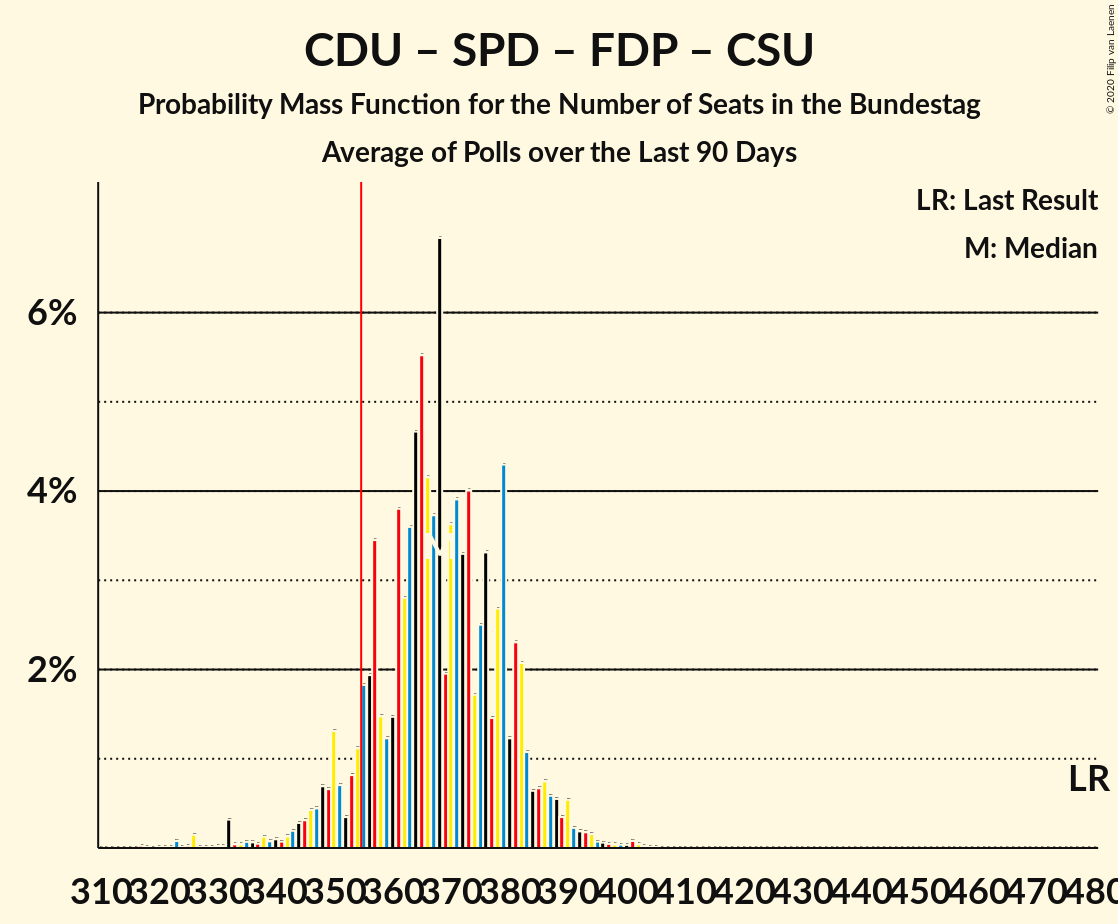 CDU – SPD – FDP – CSU
Probability Mass Function for the Number of Seats in the Bundestag
Average of Polls over the Last 90 Days
© 2020 Filip van Laenen
LR: Last Result
M: Median
6%
4%
2%
LR
310 320 330 340 350 360 370 380 390 400 410 420 430 440 450 460 470 480